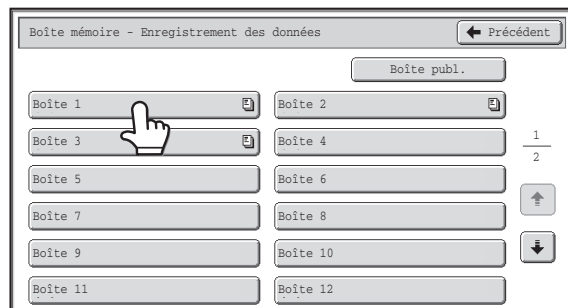 Boîte mémoire - Enregistrement des données
Précédent
Boîte publ.
Boîte 1
Boîte 2
Boîte 3
Boîte 4
1
2
Boîte 5
Boîte 6
Boîte 7
Boîte 8
Boîte 9
Boîte 10
Boîte 11
Boîte 12